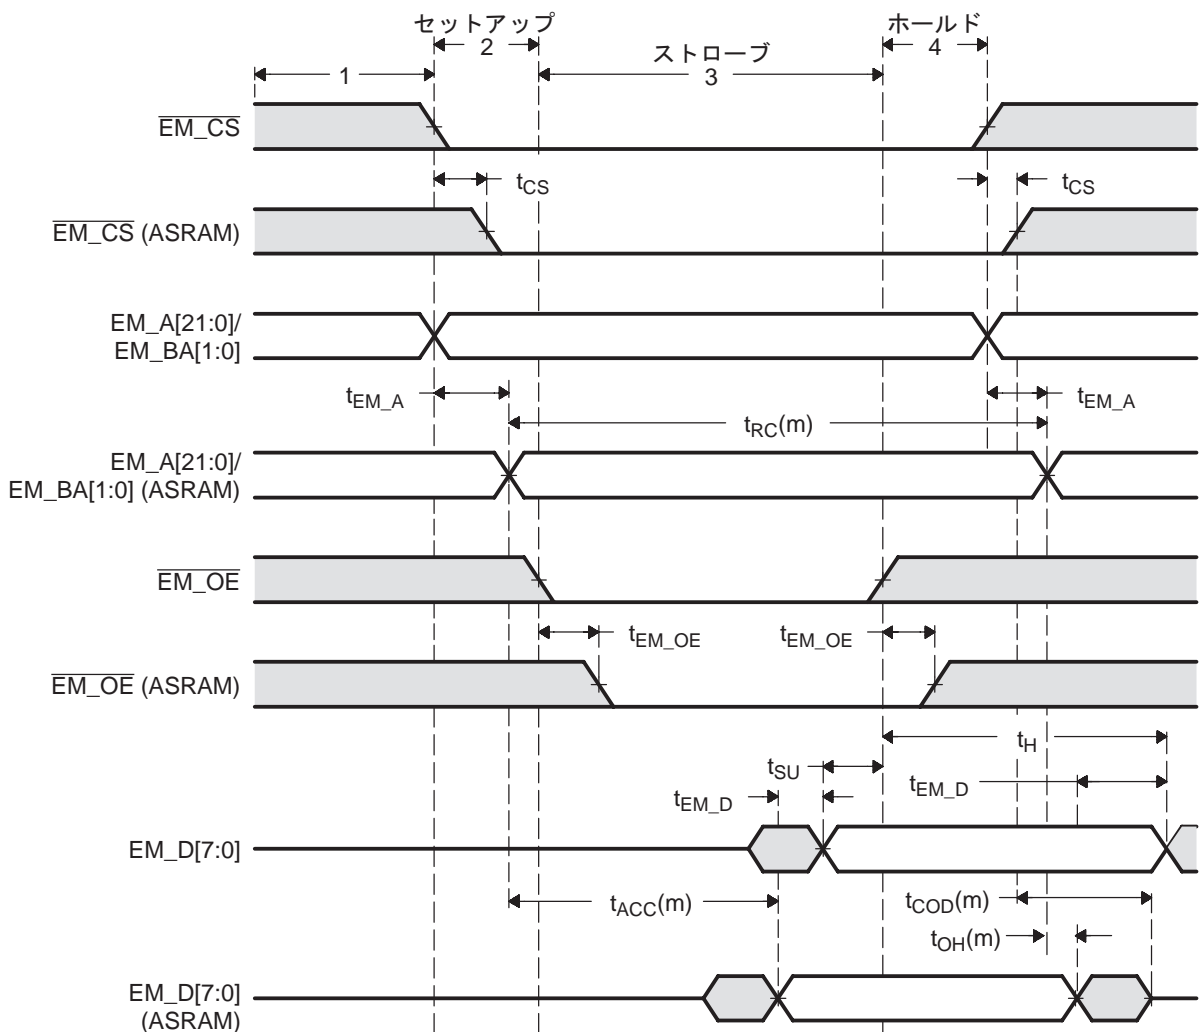 セットアップ
ホールド
2
4
ストローブ
1
3
EM_CS
tCS
tCS
EM_CS (ASRAM)
EM_A[21:0]/
EM_BA[1:0]
tEM_A
tEM_A
tRC(m)
EM_A[21:0]/
EM_BA[1:0] (ASRAM)
EM_OE
tEM_OE
tEM_OE
EM_OE (ASRAM)
tH
tSU
tEM_D
tEM_D
EM_D[7:0]
tACC(m)
tCOD(m)
tOH(m)
EM_D[7:0]
(ASRAM)